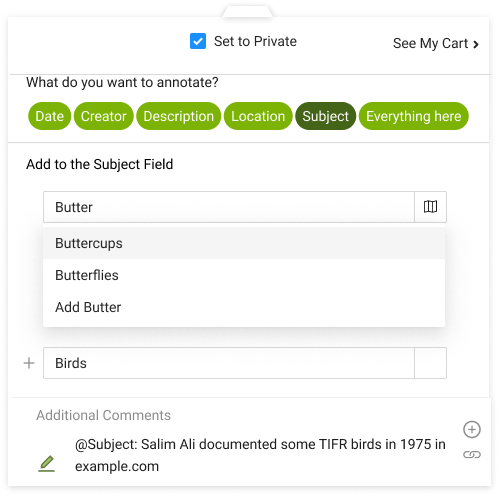 Set to Private
See My Cart
What do you want to annotate?
Date Creator Description Location Subject Everything here
Add to the Subject Field
Butter
Buttercups
Butterflies
Add Butter
Birds
Additional Comments
@Subject: Salim Ali documented some TIFR birds in 1975 in
example.com